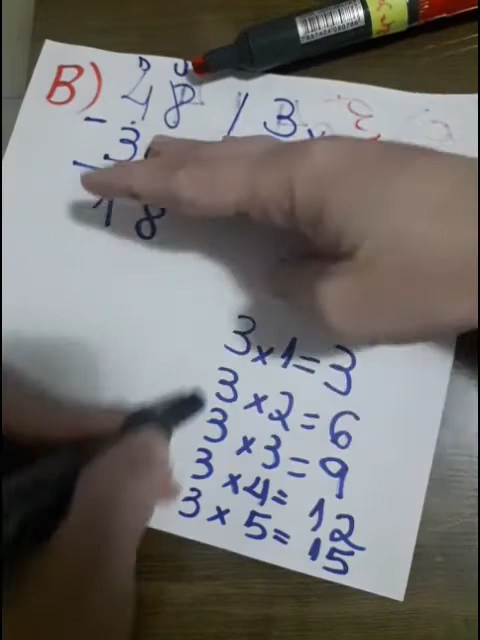 B) 48 / 3
- 3
18
3 x 1 = 3
3 x 2 = 6
3 x 3 = 9
3 x 4 = 12
3 x 5 = 15